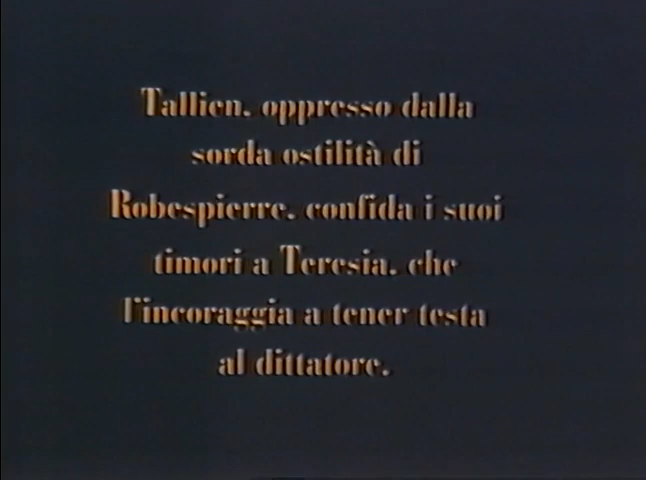 Tallien, oppresso dalla
sorda ostilità di
Robespierre, confida i suoi
timori a Teresia, che
l'incoraggia a tener testa
al dittatore.